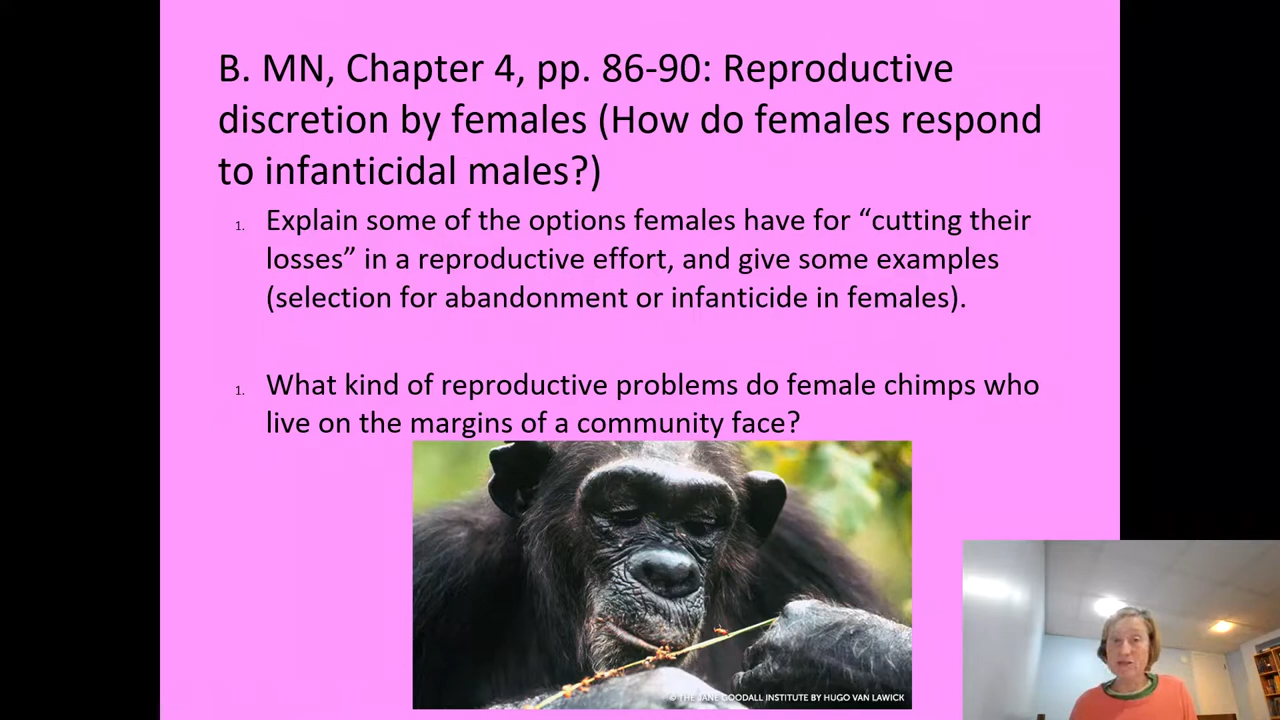 B. MN, Chapter 4, pp. 86-90: Reproductive
discretion by females (How do females respond
to infanticidal males?)
1. Explain some of the options females have for “cutting their
losses” in a reproductive effort, and give some examples
(selection for abandonment or infanticide in females).
1. What kind of reproductive problems do female chimps who
live on the margins of a community face?
© THE JANE GOODALL INSTITUTE BY HUGO VAN LAWICK